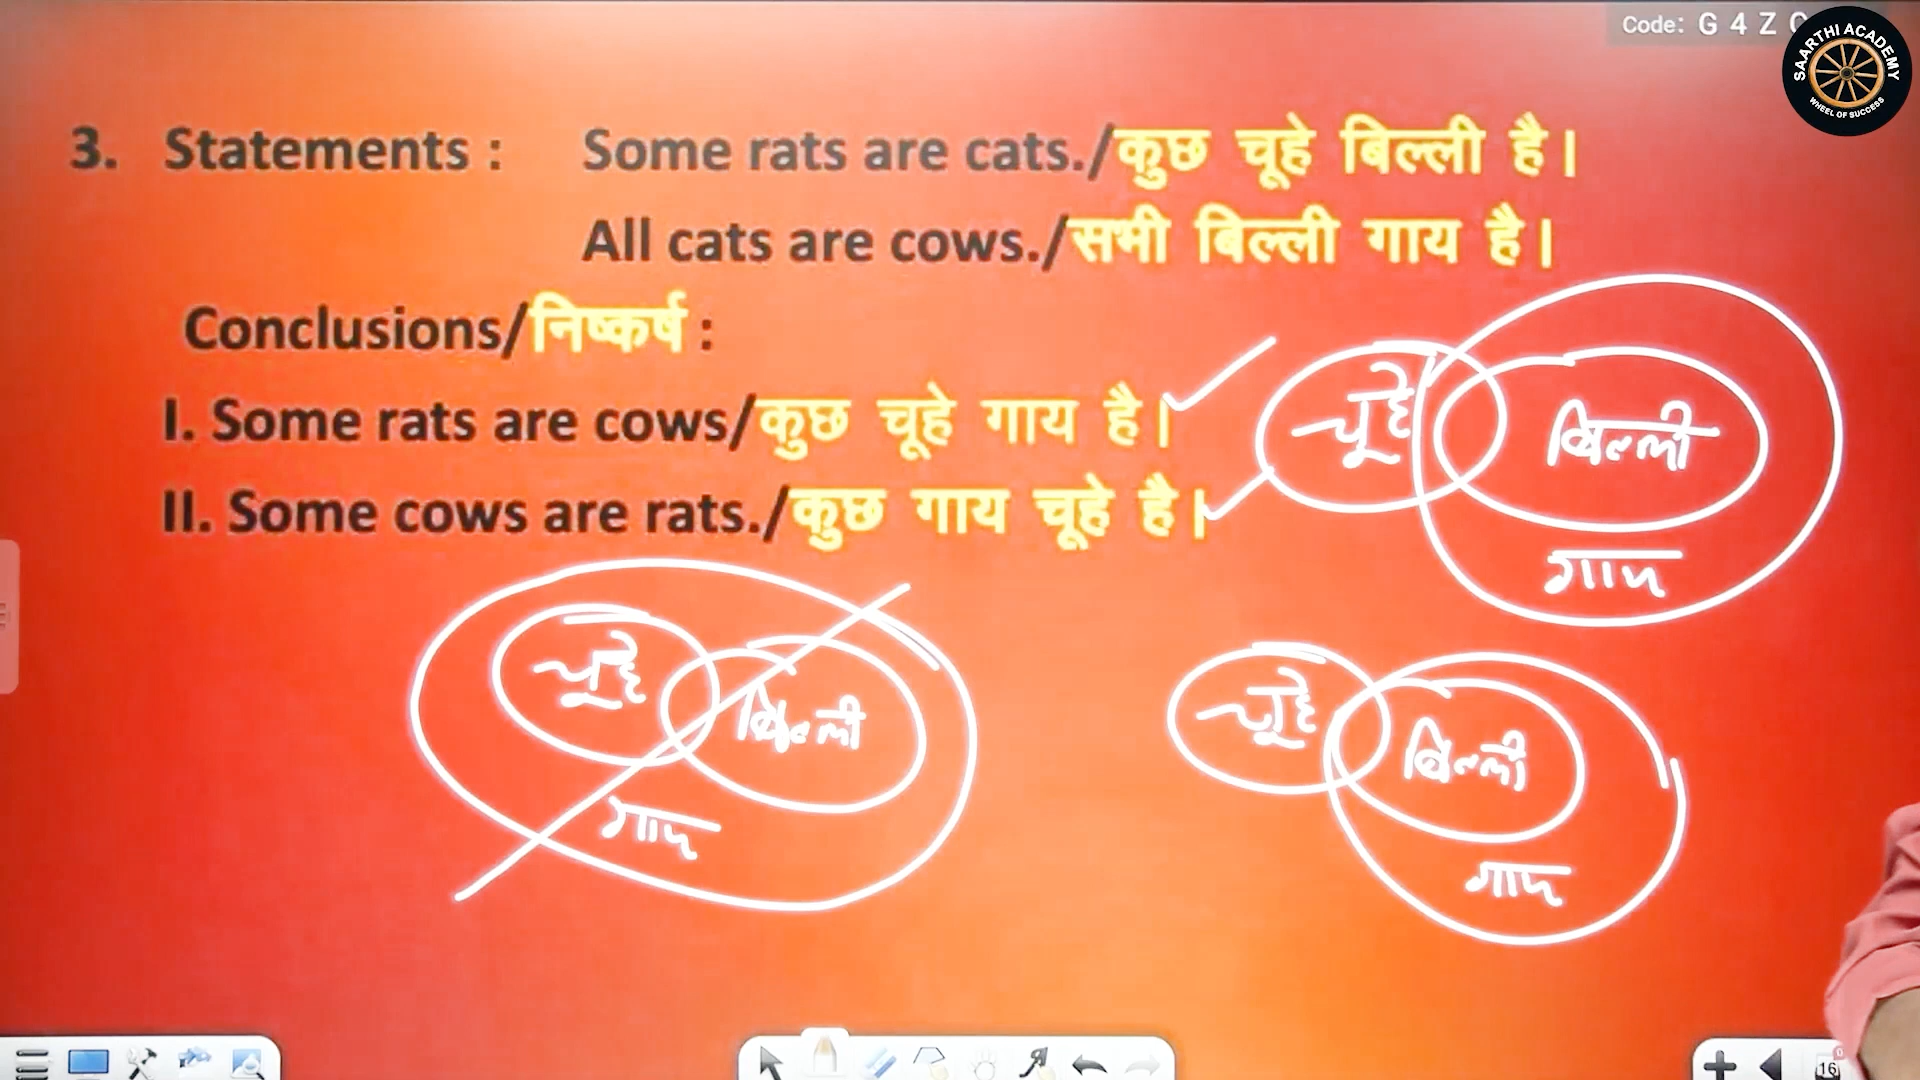 Code: G 4 Z
SAARTHI ACADEMY
WHEEL OF SUCCESS
3. Statements : Some rats are cats./कुछ चूहे बिल्ली है।
All cats are cows./सभी बिल्ली गाय है।
Conclusions/निष्कर्ष :
I. Some rats are cows/कुछ चूहे गाय है।
II. Some cows are rats./कुछ गाय चूहे है।
चूहे बिल्ली
गाय
चूहे बिल्ली
गाय
चूहे बिल्ली
गाय
16